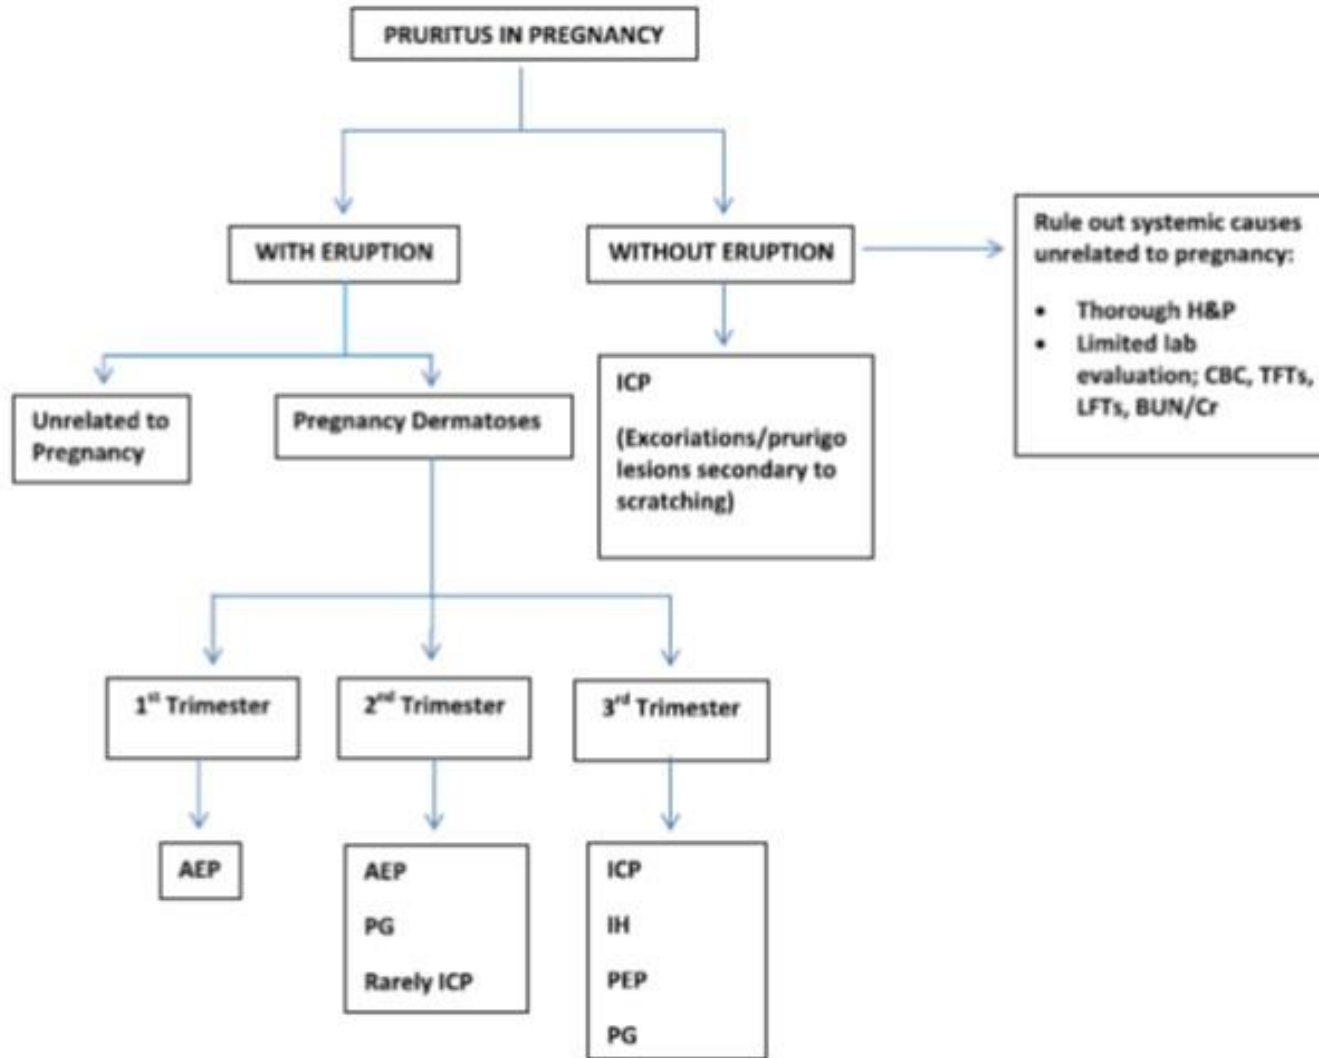 PRURITUS IN PREGNANCY
WITH ERUPTION
WITHOUT ERUPTION
Rule out systemic causes
unrelated to pregnancy:
• Thorough H&P
• Limited lab
evaluation; CBC, TFTs,
LFTs, BUN/Cr
Unrelated to
Pregnancy
Pregnancy Dermatoses
ICP
(Excoriations/prurigo
lesions secondary to
scratching)
1st Trimester
2nd Trimester
3rd Trimester
AEP
AEP
PG
Rarely ICP
ICP
IH
PEP
PG